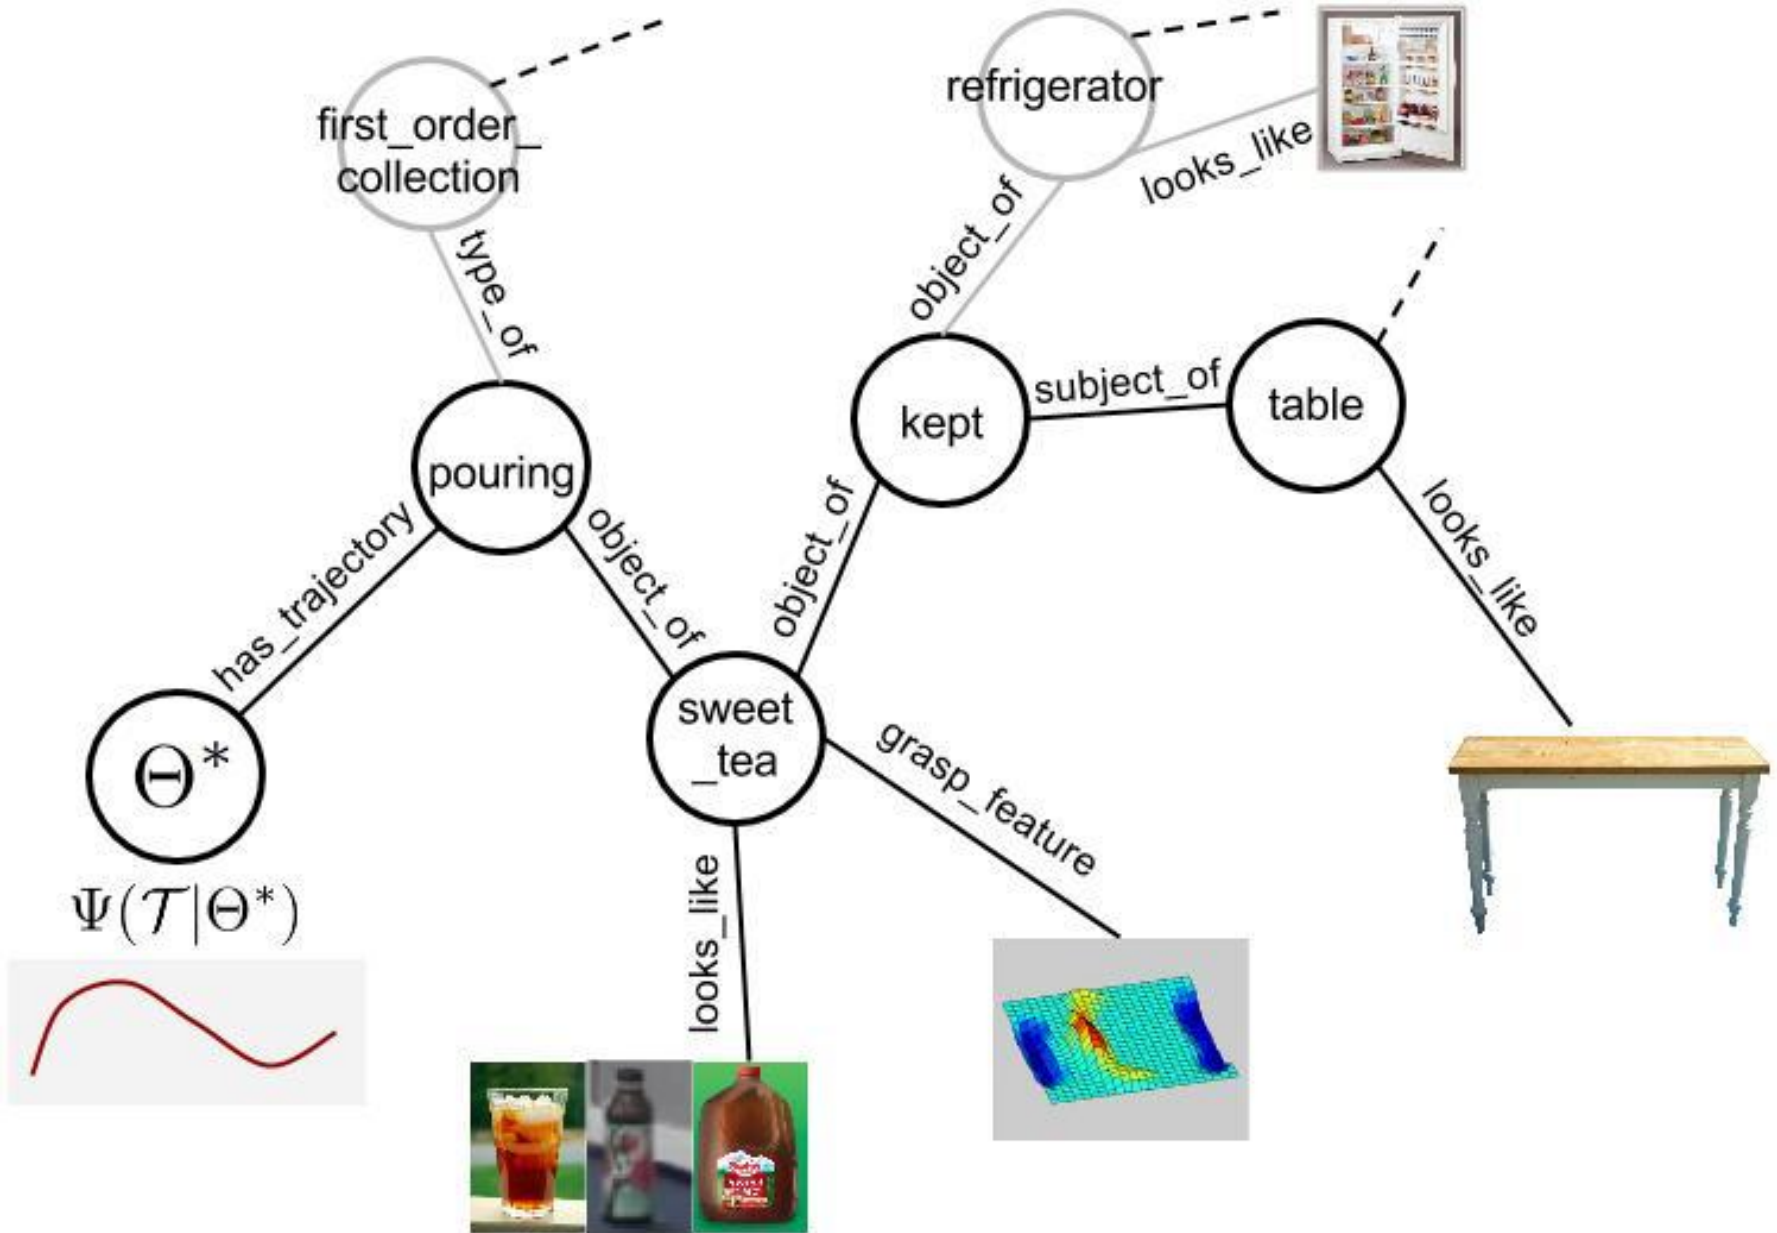 first_order_
collection
refrigerator
looks_like
object_of
type_of
kept
subject_of
table
pouring
looks_like
has_trajectory
object_of
object_of
sweet
_tea
grasp_feature
Θ*
Ψ(𝒯|Θ*)
looks_like